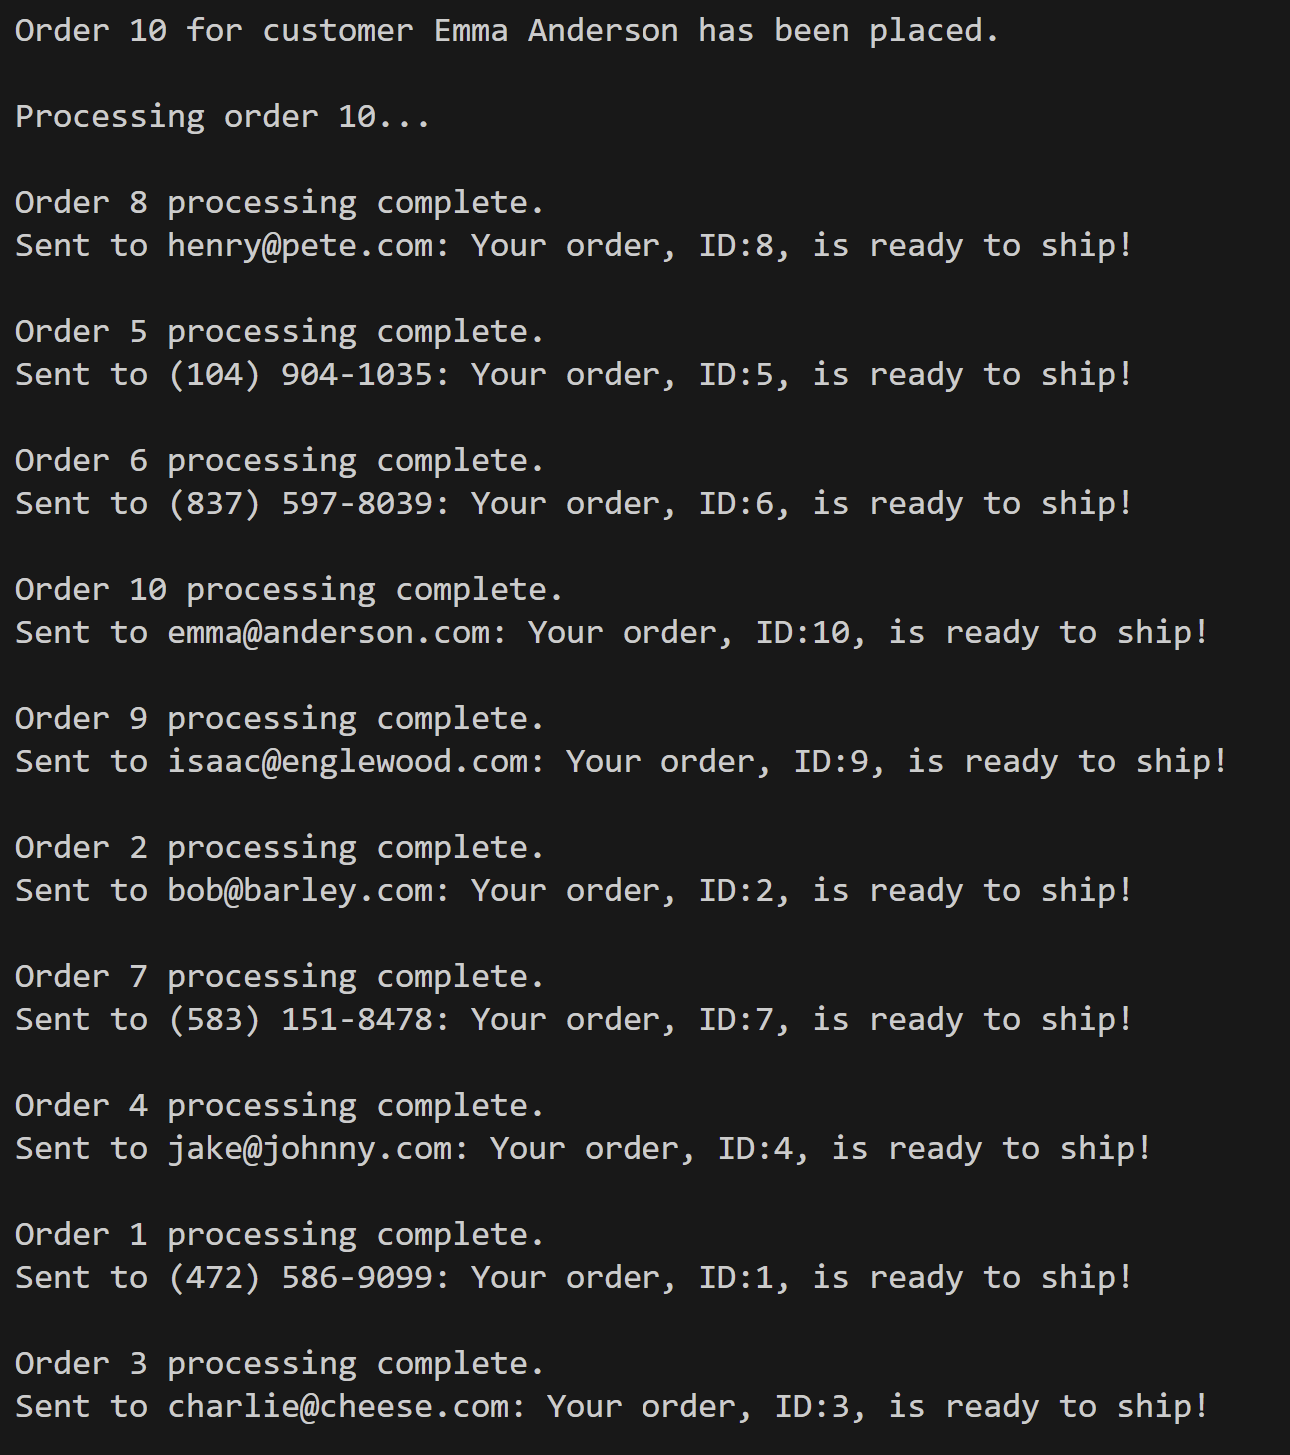 Order 10 for customer Emma Anderson has been placed.
Processing order 10...
Order 8 processing complete.
Sent to henry@pete.com: Your order, ID:8, is ready to ship!
Order 5 processing complete.
Sent to (104) 904-1035: Your order, ID:5, is ready to ship!
Order 6 processing complete.
Sent to (837) 597-8039: Your order, ID:6, is ready to ship!
Order 10 processing complete.
Sent to emma@anderson.com: Your order, ID:10, is ready to ship!
Order 9 processing complete.
Sent to isaac@englewood.com: Your order, ID:9, is ready to ship!
Order 2 processing complete.
Sent to bob@barley.com: Your order, ID:2, is ready to ship!
Order 7 processing complete.
Sent to (583) 151-8478: Your order, ID:7, is ready to ship!
Order 4 processing complete.
Sent to jake@johnny.com: Your order, ID:4, is ready to ship!
Order 1 processing complete.
Sent to (472) 586-9099: Your order, ID:1, is ready to ship!
Order 3 processing complete.
Sent to charlie@cheese.com: Your order, ID:3, is ready to ship!